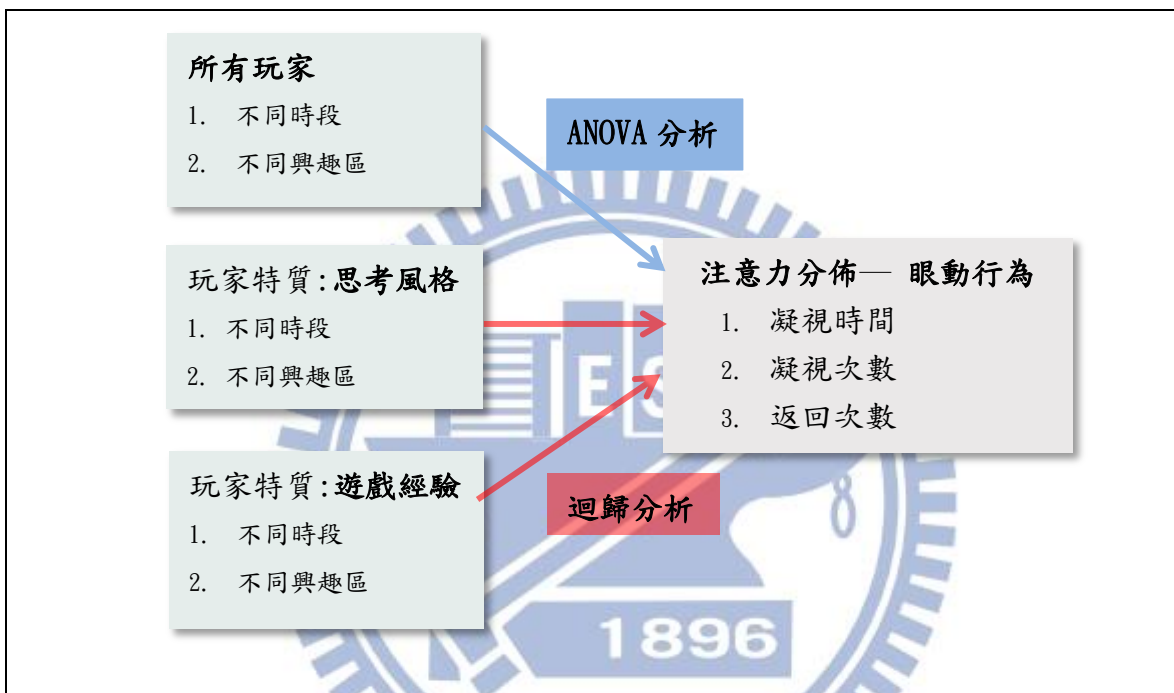 所有玩家
1. 不同時段
2. 不同興趣區
ANOVA 分析
玩家特質:思考風格
1. 不同時段
2. 不同興趣區
注意力分佈— 眼動行為
1. 凝視時間
2. 凝視次數
3. 返回次數
玩家特質:遊戲經驗
1. 不同時段
2. 不同興趣區
迴歸分析
E
8
1896